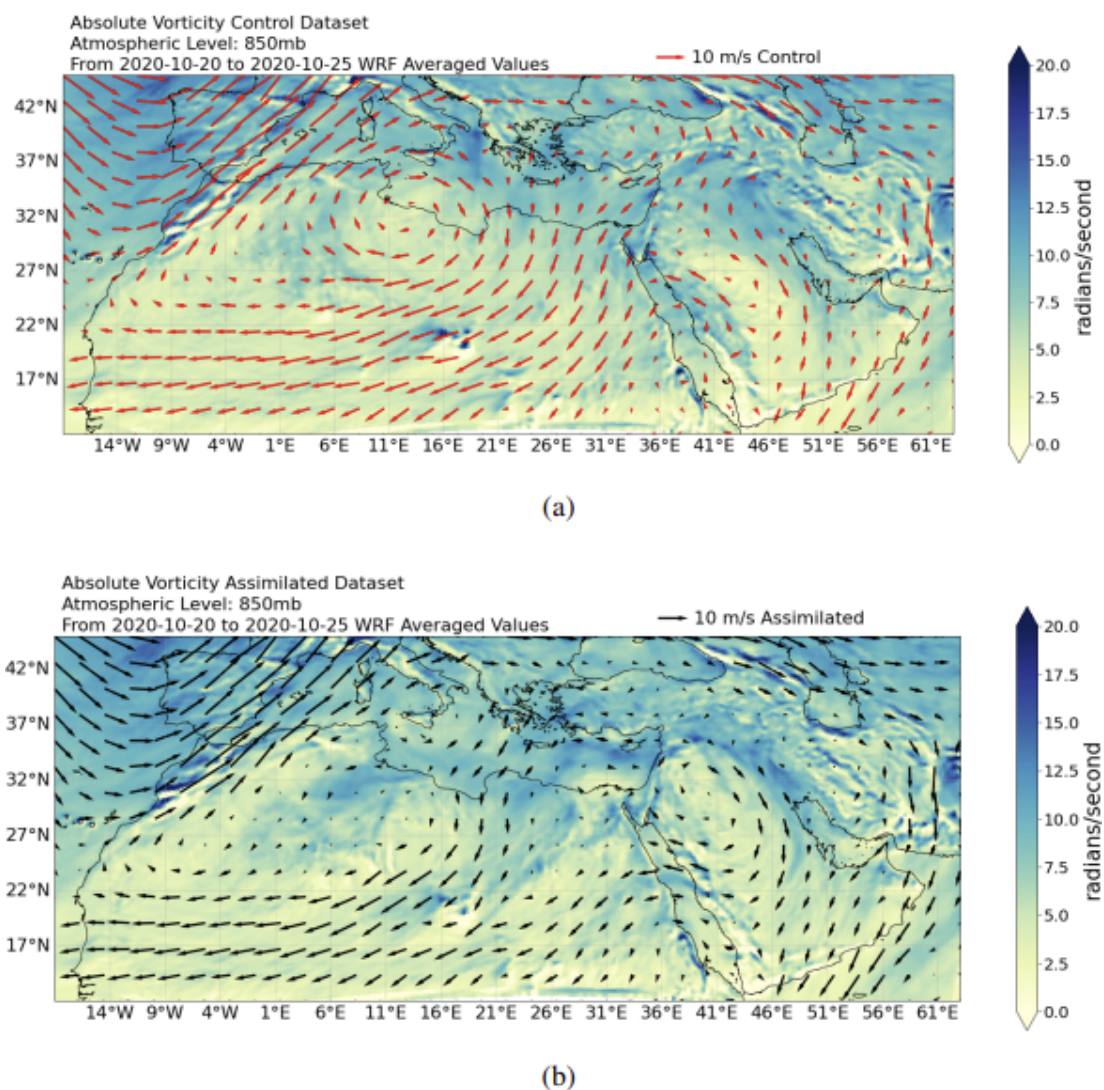 Absolute Vorticity Control Dataset
Atmospheric Level: 850mb
From 2020-10-20 to 2020-10-25 WRF Averaged Values
10 m/s Control
42°N
37°N
32°N
27°N
22°N
17°N
14°W 9°W 4°W 1°E 6°E 11°E 16°E 21°E 26°E 31°E 36°E 41°E 46°E 51°E 56°E 61°E
20.0
17.5
15.0
12.5
10.0
7.5
5.0
2.5
0.0
radians/second
(a)
Absolute Vorticity Assimilated Dataset
Atmospheric Level: 850mb
From 2020-10-20 to 2020-10-25 WRF Averaged Values
10 m/s Assimilated
42°N
37°N
32°N
27°N
22°N
17°N
14°W 9°W 4°W 1°E 6°E 11°E 16°E 21°E 26°E 31°E 36°E 41°E 46°E 51°E 56°E 61°E
20.0
17.5
15.0
12.5
10.0
7.5
5.0
2.5
0.0
radians/second
(b)